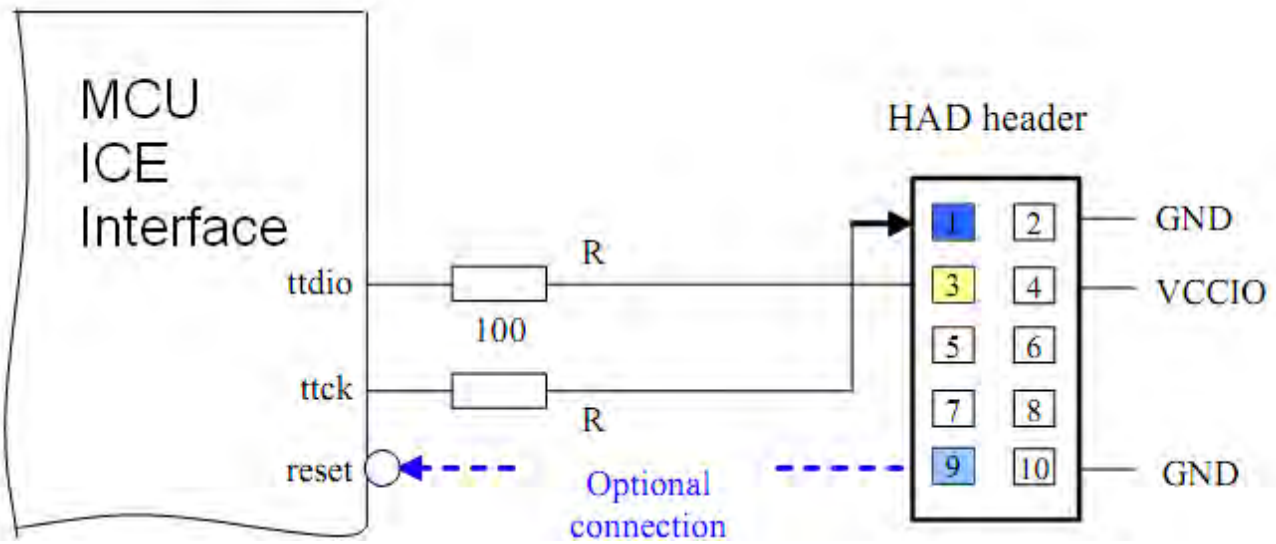 MCU
ICE
Interface
HAD header
1 2 GND
R
ttdio
3 4 VCCIO
100
5 6
ttck
R
7 8
reset
9 10 GND
Optional
connection